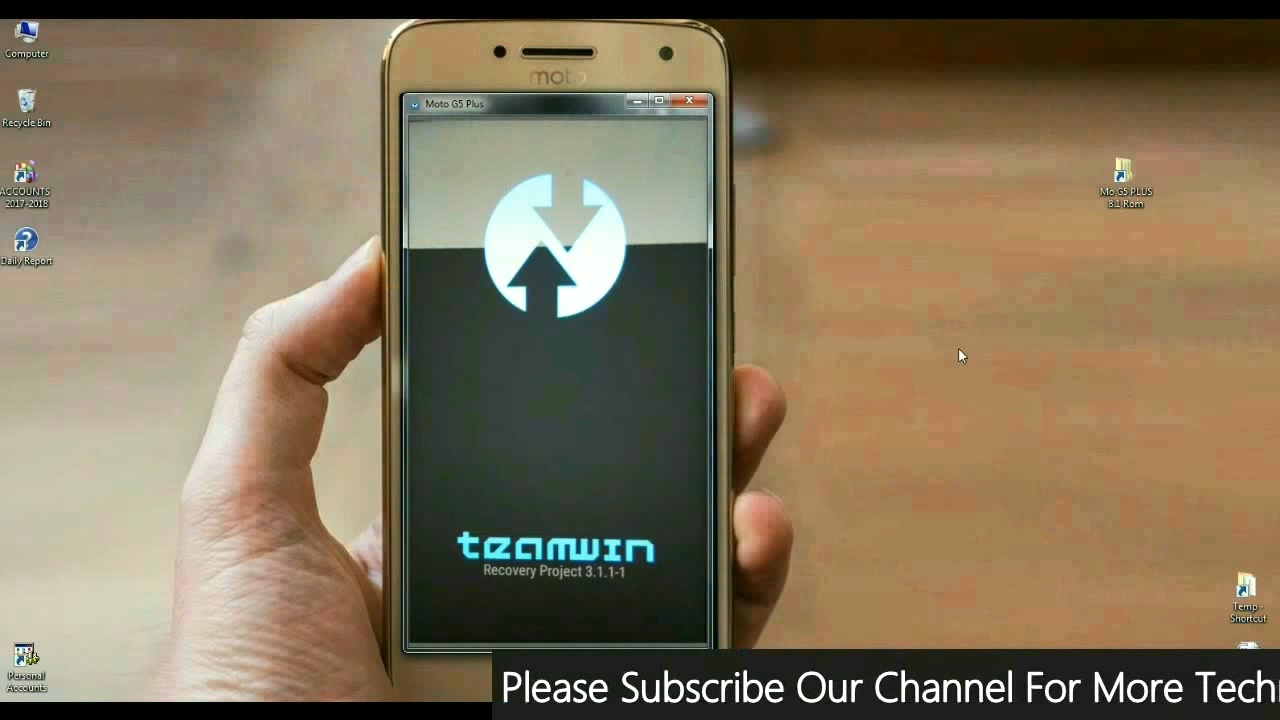 Computer
Recycle Bin
ACCOUNTS
2017-2018
Daily Report
Personal
Accounts
moto
Moto G5 Plus
teamwin
Recovery Project 3.1.1-1
Mo G5 PLUS
8.1 Rom
Temp -
Shortcut
Please Subscribe Our Channel For More Tech